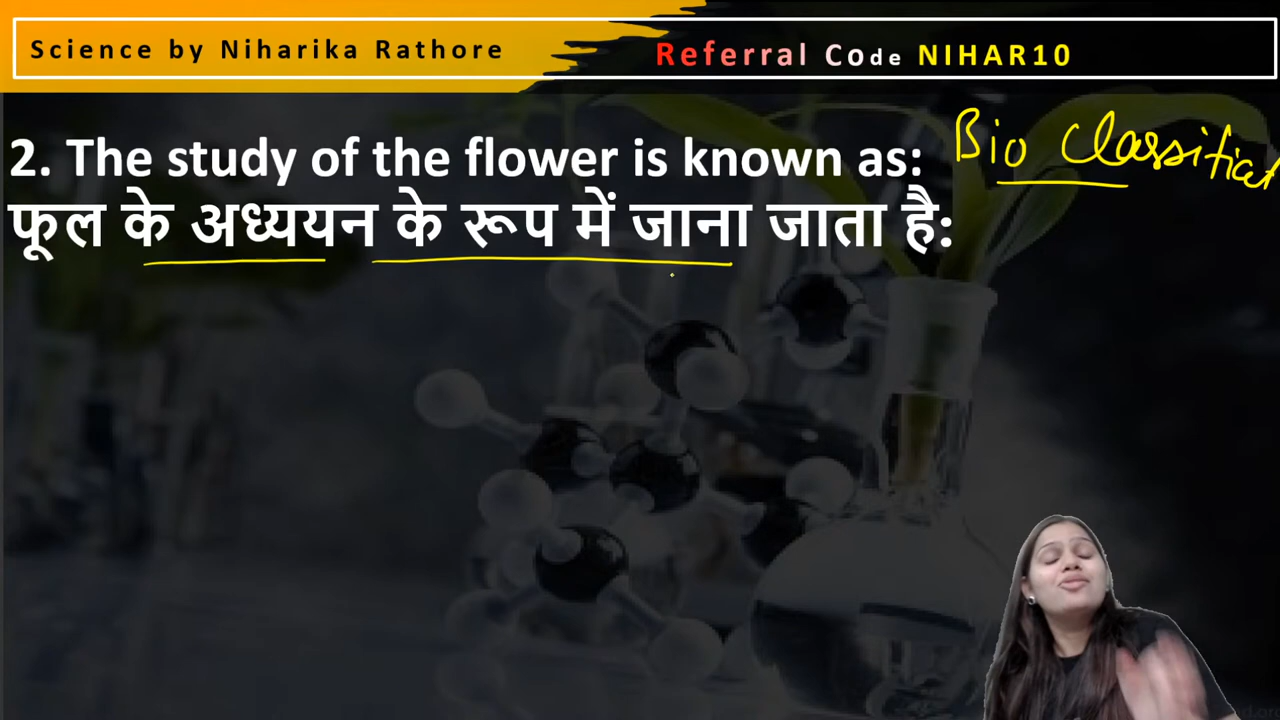 Science by Niharika Rathore
Referral Code NIHAR10
2. The study of the flower is known as:
Bio Classificat
फूल के अध्ययन के रूप में जाना जाता है: